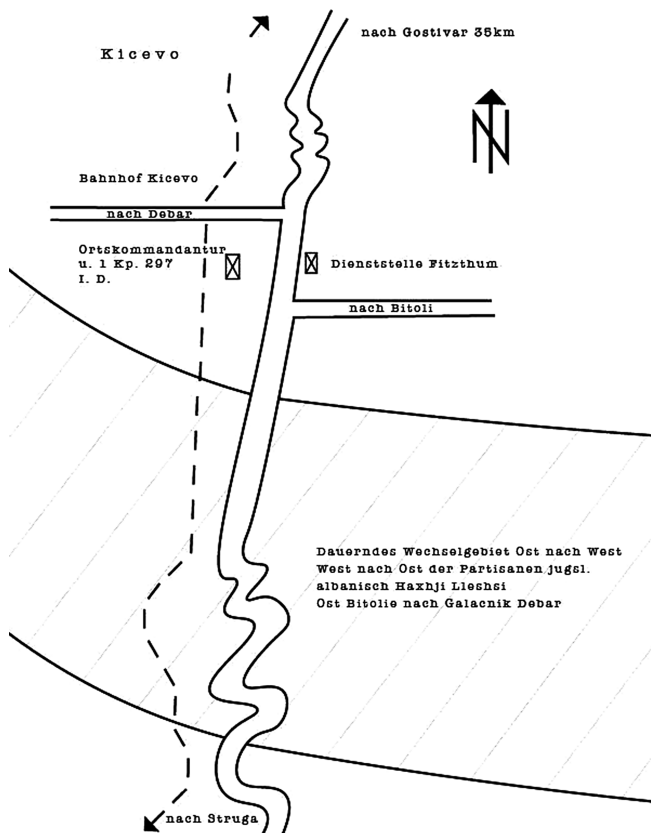 nach Gostivar 35km
Kicevo
N
Bahnhof Kicevo
nach Debar
Ortskommandantur
u. 1 Kp. 297
I. D.
Dienststelle Fitzthum
nach Bitoli
Dauerndes Wechselgebiet Ost nach West
West nach Ost der Partisanen jugsl.
albanisch Haxhji Lleshsi
Ost Bitolie nach Galacnik Debar
nach Struga